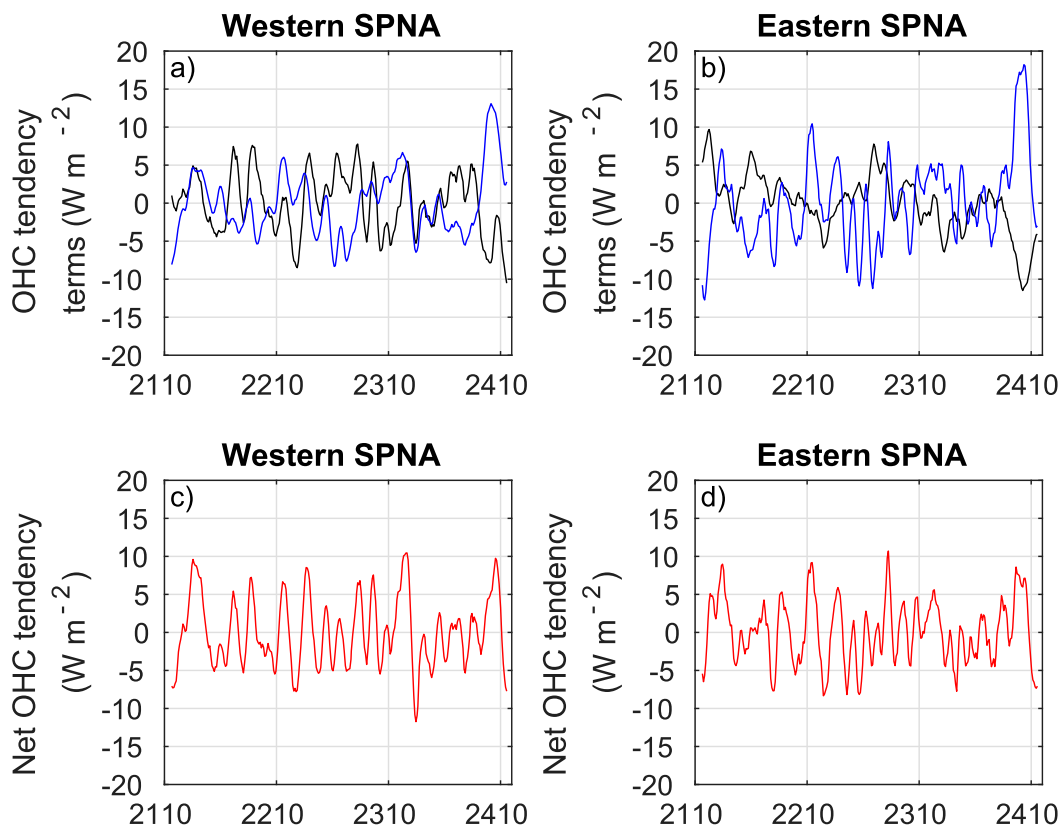 Western SPNA
a)
OHC tendency
terms (W m -2)
20
15
10
5
0
-5
-10
-15
-20
2110 2210 2310 2410
Eastern SPNA
b)
OHC tendency
terms (W m -2)
20
15
10
5
0
-5
-10
-15
-20
2110 2210 2310 2410
Western SPNA
c)
Net OHC tendency
(W m -2)
20
15
10
5
0
-5
-10
-15
-20
2110 2210 2310 2410
Eastern SPNA
d)
Net OHC tendency
(W m -2)
20
15
10
5
0
-5
-10
-15
-20
2110 2210 2310 2410